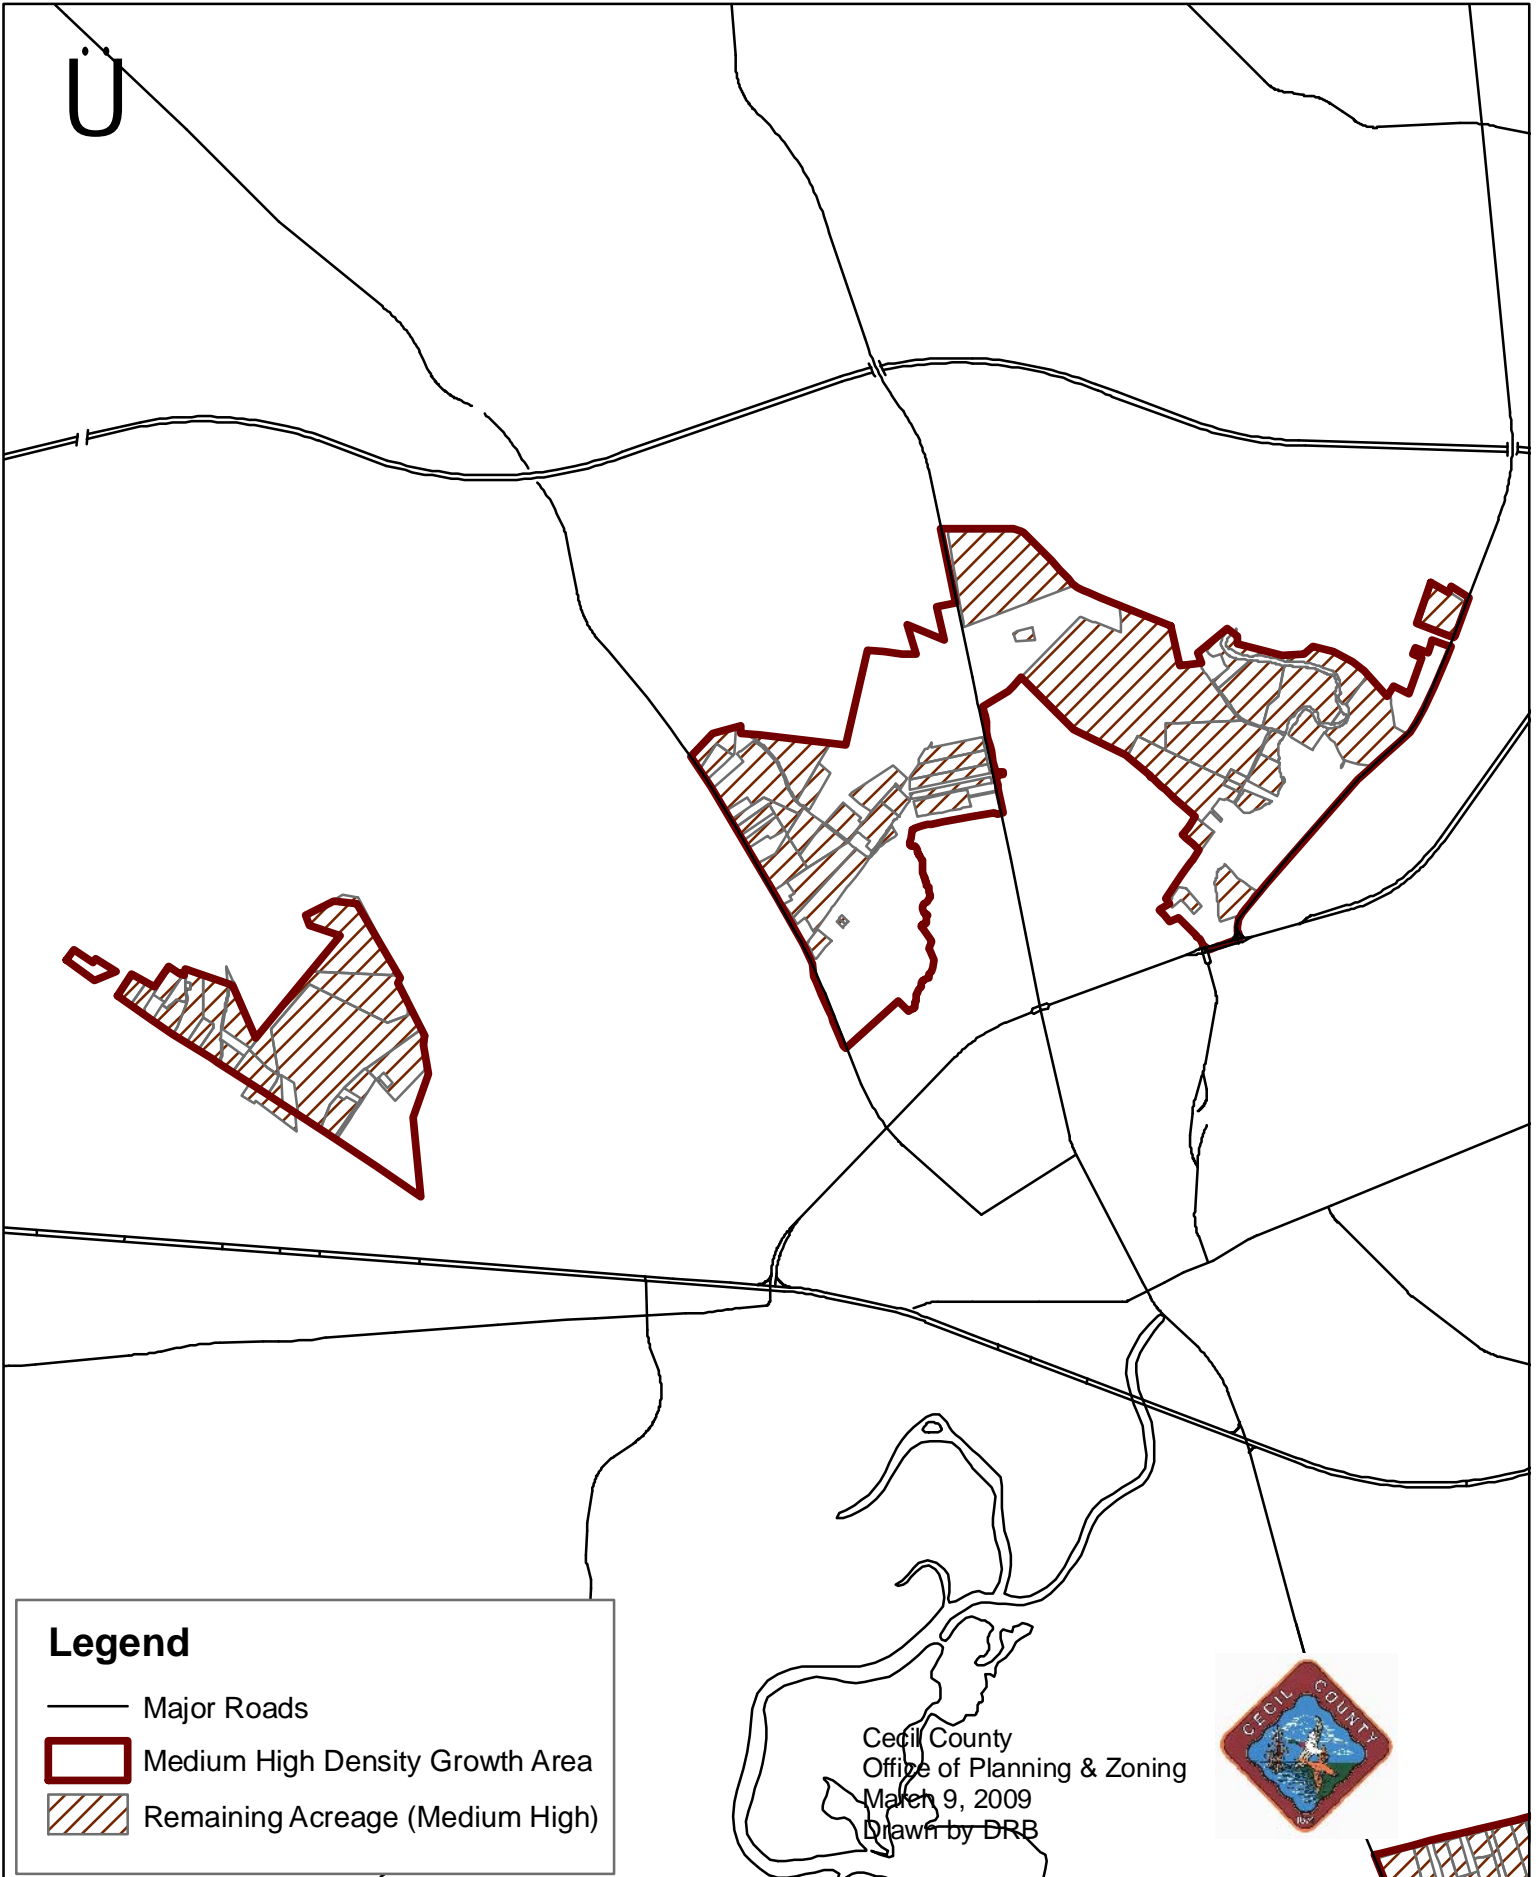 Ü
Legend
Major Roads
Medium High Density Growth Area
Remaining Acreage (Medium High)
Cecil County
Office of Planning & Zoning
March 9, 2009
Drawn by DRB
CECIL COUNTY